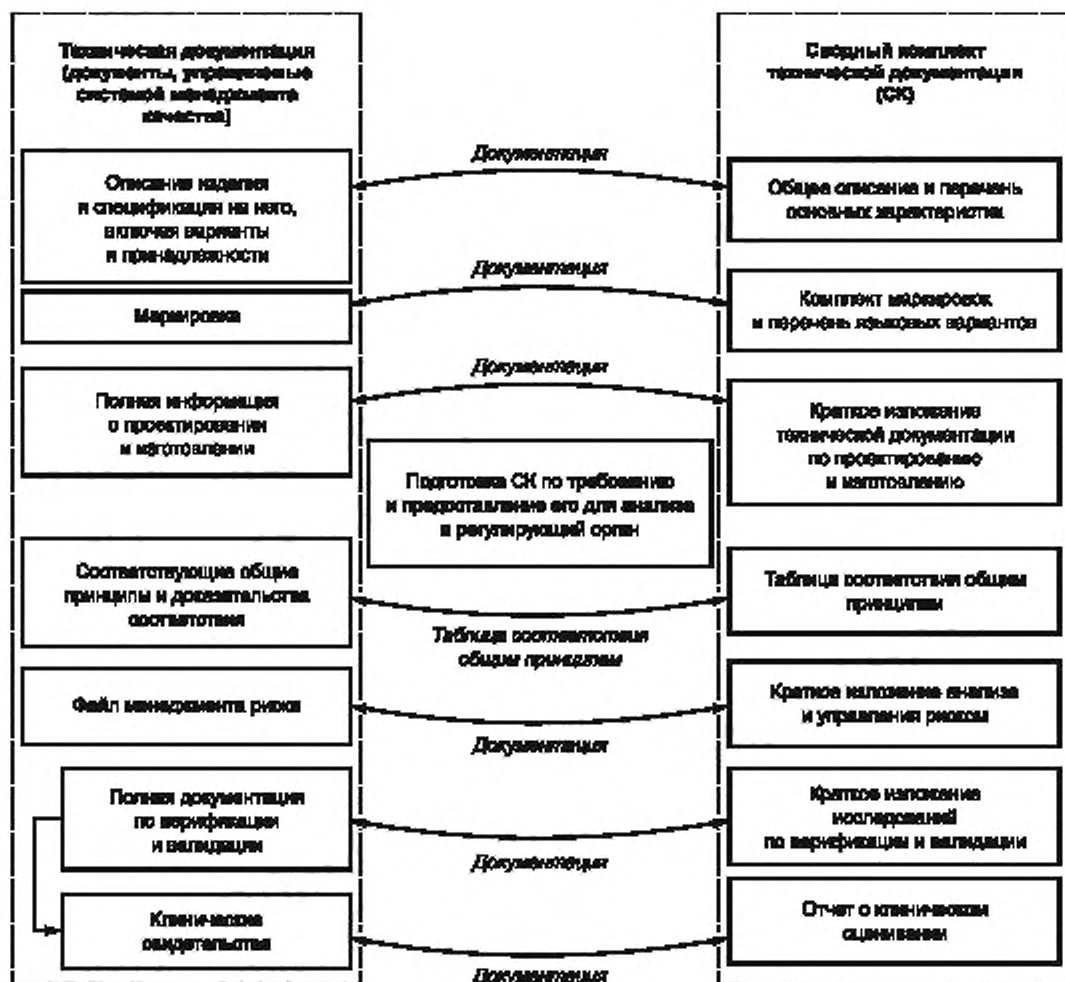 Техническая документация
(документы, управляемые
системой менеджмента
качества)
Описание изделия
и спецификация на него,
включая варианты
и принадлежности
Маркировка
Полная информация
о проектировании
и изготовлении
Соответствующие общие
принципы и доказательства
соответствия
Файл менеджмента риска
Полная документация
по верификации
и валидации
Клинические
свидетельства
Документация
Документация
Документация
Подготовка СК по требованию
и предоставление его для анализа
в регулирующий орган
Таблица соответствия
общим принципам
Документация
Документация
Документация
Сводный комплект
технической документации
(СК)
Общее описание и перечень
основных характеристик
Комплект маркировок
и перечень языковых вариантов
Краткое изложение
технической документации
по проектированию
и изготовлению
Таблица соответствия общим
принципам
Краткое изложение анализа
и управления риском
Краткое изложение
исследований
по верификации и валидации
Отчет о клиническом
оценивании